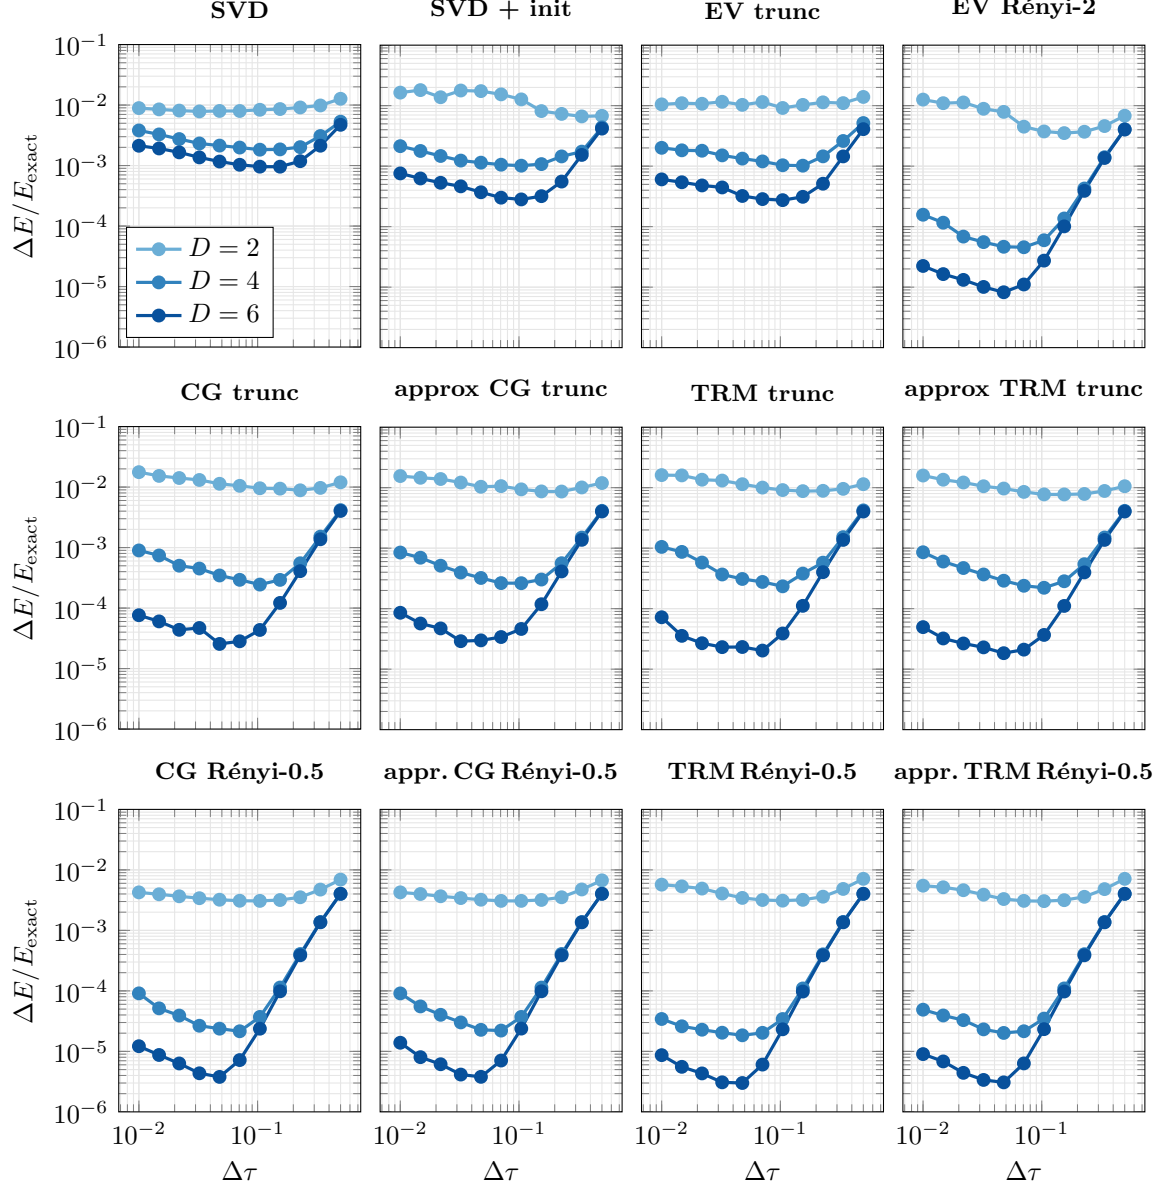 SVD
SVD + init
EV trunc
EV Rényi-2
10⁻¹
10⁻²
10⁻³
10⁻⁴
10⁻⁵
10⁻⁶
ΔE/E_exact
D = 2
D = 4
D = 6
CG trunc
approx CG trunc
TRM trunc
approx TRM trunc
10⁻¹
10⁻²
10⁻³
10⁻⁴
10⁻⁵
10⁻⁶
ΔE/E_exact
CG Rényi-0.5
appr. CG Rényi-0.5
TRM Rényi-0.5
appr. TRM Rényi-0.5
10⁻¹
10⁻²
10⁻³
10⁻⁴
10⁻⁵
10⁻⁶
ΔE/E_exact
10⁻² 10⁻¹
10⁻² 10⁻¹
10⁻² 10⁻¹
10⁻² 10⁻¹
Δτ
Δτ
Δτ
Δτ